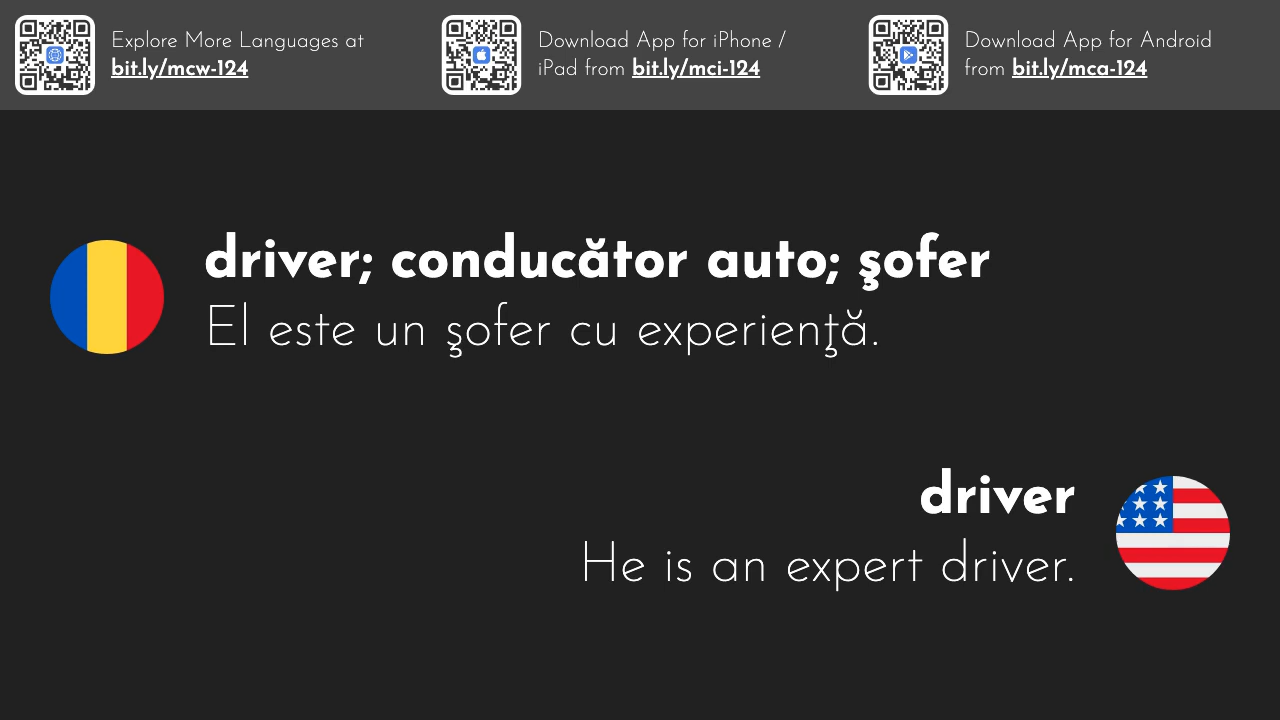 Explore More Languages at
bit.ly/mcw-124
Download App for iPhone /
iPad from bit.ly/mci-124
Download App for Android
from bit.ly/mca-124
driver; conducător auto; şofer
El este un şofer cu experienţă.
driver
He is an expert driver.